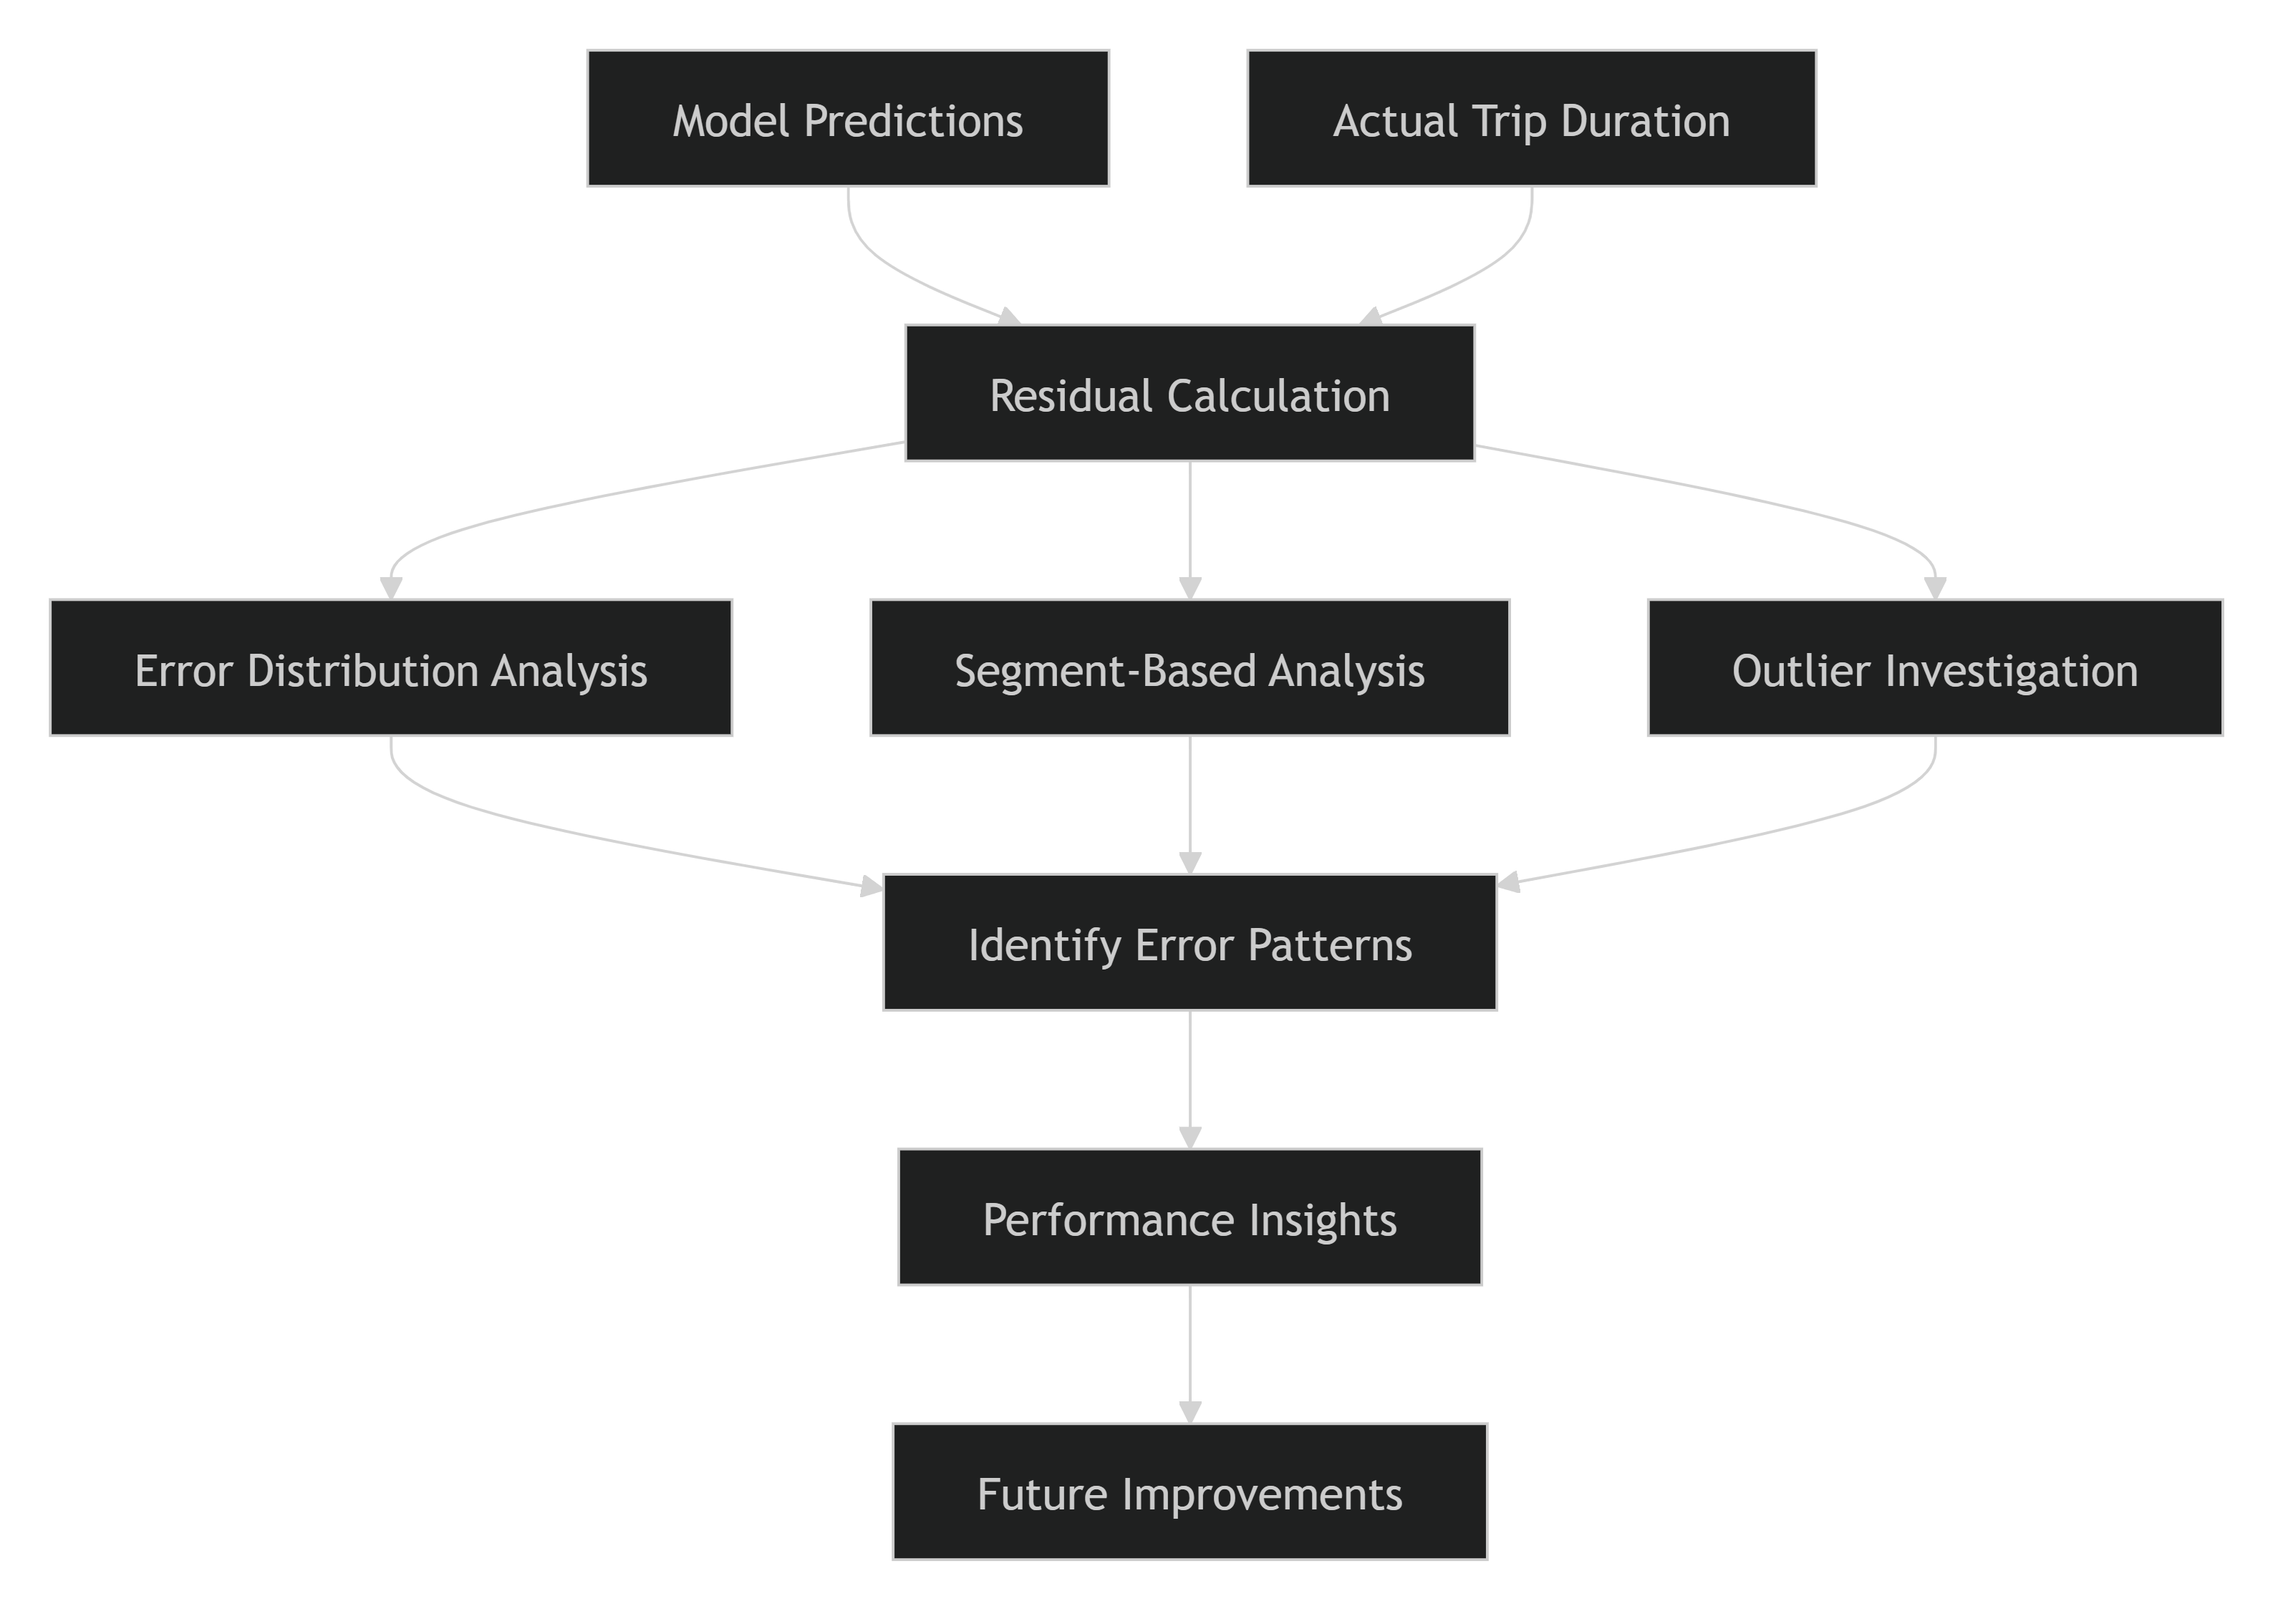 Model Predictions
Actual Trip Duration
Residual Calculation
Error Distribution Analysis
Segment-Based Analysis
Outlier Investigation
Identify Error Patterns
Performance Insights
Future Improvements